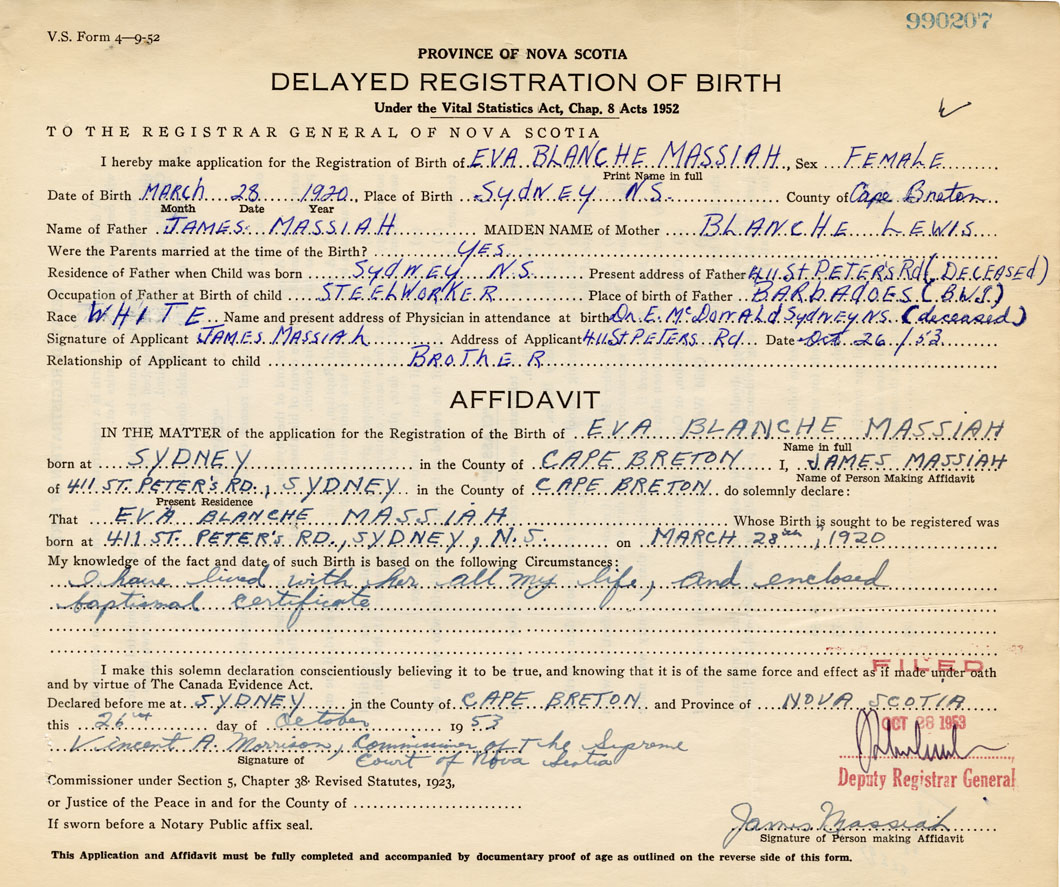 990207
V.S. Form 4—9-52
PROVINCE OF NOVA SCOTIA
DELAYED REGISTRATION OF BIRTH
Under the Vital Statistics Act, Chap. 8 Acts 1952
TO THE REGISTRAR GENERAL OF NOVA SCOTIA
I hereby make application for the Registration of Birth of EVA BLANCHE MASSIAH, Sex FEMALE
Print Name in full
Date of Birth MARCH 28 1920, Place of Birth SYDNEY N.S. County of Cape Breton
Month Date Year
Name of Father JAMES MASSIAH MAIDEN NAME of Mother BLANCHE LEWIS
Were the Parents married at the time of the Birth? YES
Residence of Father when Child was born SYDNEY N.S. Present address of Father 411 St. PETER'S Rd (DECEASED)
Occupation of Father at Birth of child STEELWORKER Place of birth of Father BARBADOES (B.W.I.)
Race WHITE Name and present address of Physician in attendance at birth Dr. E. McDonald Sydney N.S. (deceased)
Signature of Applicant JAMES MASSIAh Address of Applicant 411 St PETERS Rd Date Oct 26/53
Relationship of Applicant to child BROTHER
AFFIDAVIT
IN THE MATTER of the application for the Registration of the Birth of EVA BLANCHE MASSIAH
Name in full
born at SYDNEY in the County of CAPE BRETON I, JAMES MASSIAH
Name of Person Making Affidavit
of 411 ST. PETER'S RD., SYDNEY in the County of CAPE BRETON do solemnly declare:
Present Residence
That EVA BLANCHE MASSIAH Whose Birth is sought to be registered was
born at 411 ST. PETER'S RD., SYDNEY, N.S. on MARCH 28th, 1920
My knowledge of the fact and date of such Birth is based on the following Circumstances:
I have lived with her all my life, and enclosed
baptismal certificate
FILED
I make this solemn declaration conscientiously believing it to be true, and knowing that it is of the same force and effect as if made under oath
and by virtue of The Canada Evidence Act.
Declared before me at SYDNEY in the County of CAPE BRETON and Province of NOVA SCOTIA
this 26th day of October 1953
OCT 28 1953
Vincent A. Morrison, Commissioner of the Supreme
Signature of Court of Nova Scotia
Deputy Registrar General
Commissioner under Section 5, Chapter 38 Revised Statutes, 1923,
or Justice of the Peace in and for the County of
If sworn before a Notary Public affix seal.
James Massiah
Signature of Person making Affidavit
This Application and Affidavit must be fully completed and accompanied by documentary proof of age as outlined on the reverse side of this form.